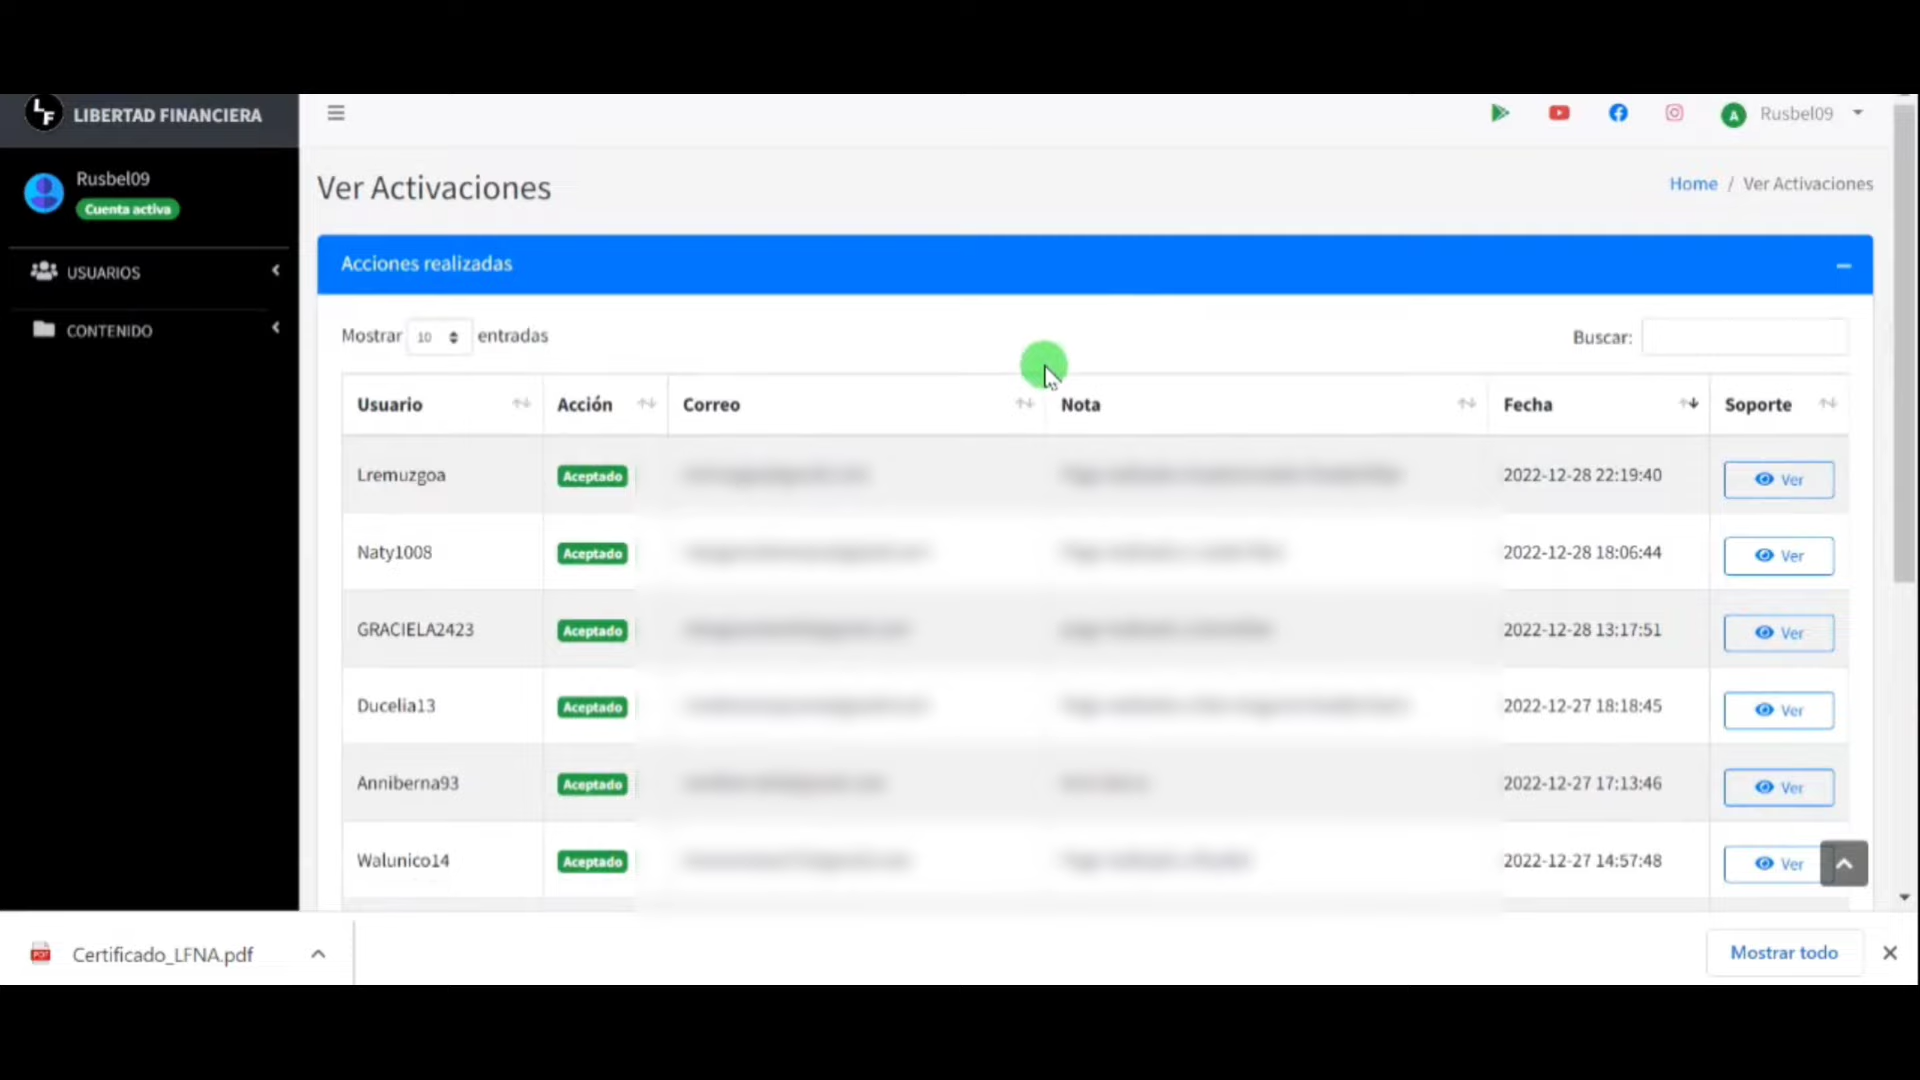 LF LIBERTAD FINANCIERA
A Rusbel09
Rusbel09
Cuenta activa
USUARIOS
CONTENIDO
Ver Activaciones
Home / Ver Activaciones
Acciones realizadas
Mostrar 10 entradas
Buscar:
Usuario Acción Correo Nota Fecha Soporte
Lremuzgoa Aceptado 2022-12-28 22:19:40 Ver
Naty1008 Aceptado 2022-12-28 18:06:44 Ver
GRACIELA2423 Aceptado 2022-12-28 13:17:51 Ver
Ducelia13 Aceptado 2022-12-27 18:18:45 Ver
Anniberna93 Aceptado 2022-12-27 17:13:46 Ver
Walunico14 Aceptado 2022-12-27 14:57:48 Ver
PDF Certificado_LFNA.pdf
Mostrar todo